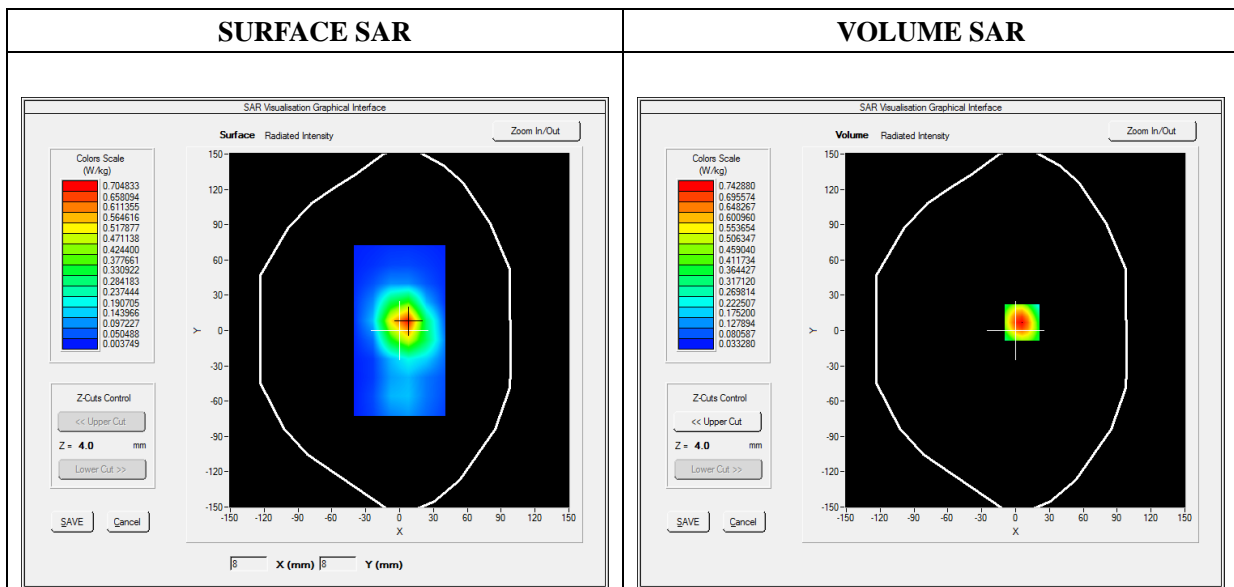 SURFACE SAR
VOLUME SAR
SAR Visualisation Graphical Interface
Surface Radiated Intensity
Zoom In/Out
Colors Scale
(W/kg)
0.704833
0.658094
0.611355
0.564616
0.517877
0.471138
0.424400
0.377661
0.330922
0.284183
0.237444
0.190705
0.143966
0.097227
0.050488
0.003749
Z-Cuts Control
<< Upper Cut
Z = 4.0 mm
Lower Cut >>
SAVE Cancel
150
120
90
60
30
0
-30
-60
-90
-120
-150
Y
-150 -120 -90 -60 -30 0 30 60 90 120 150
X
8 X (mm) 8 Y (mm)
SAR Visualisation Graphical Interface
Volume Radiated Intensity
Zoom In/Out
Colors Scale
(W/kg)
0.742880
0.695574
0.648267
0.600960
0.553654
0.506347
0.459040
0.411734
0.364427
0.317120
0.269814
0.222507
0.175200
0.127894
0.080587
0.033280
Z-Cuts Control
<< Upper Cut
Z = 4.0 mm
Lower Cut >>
SAVE Cancel
150
120
90
60
30
0
-30
-60
-90
-120
-150
Y
-150 -120 -90 -60 -30 0 30 60 90 120 150
X